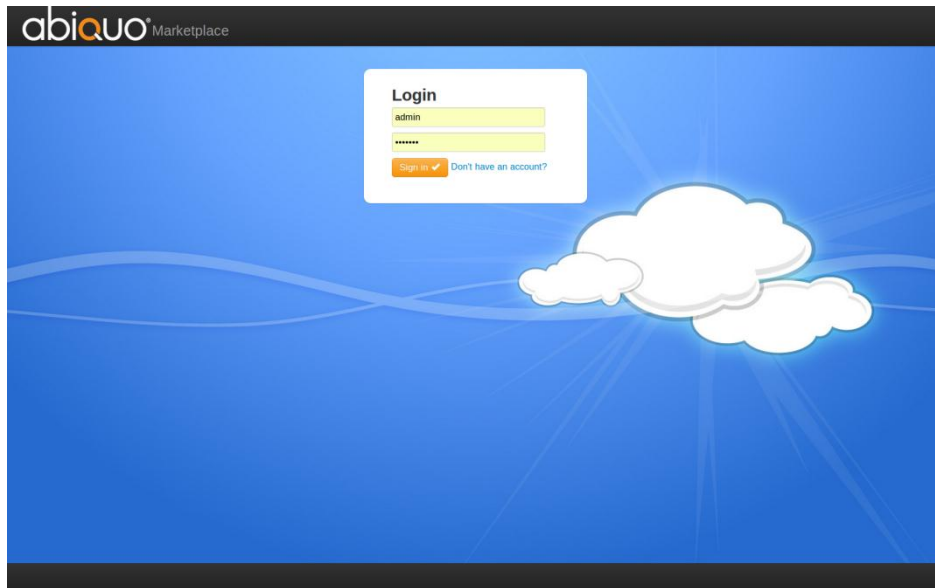 abiquo® Marketplace
Login
admin
•••••••
Sign in ✔ Don't have an account?